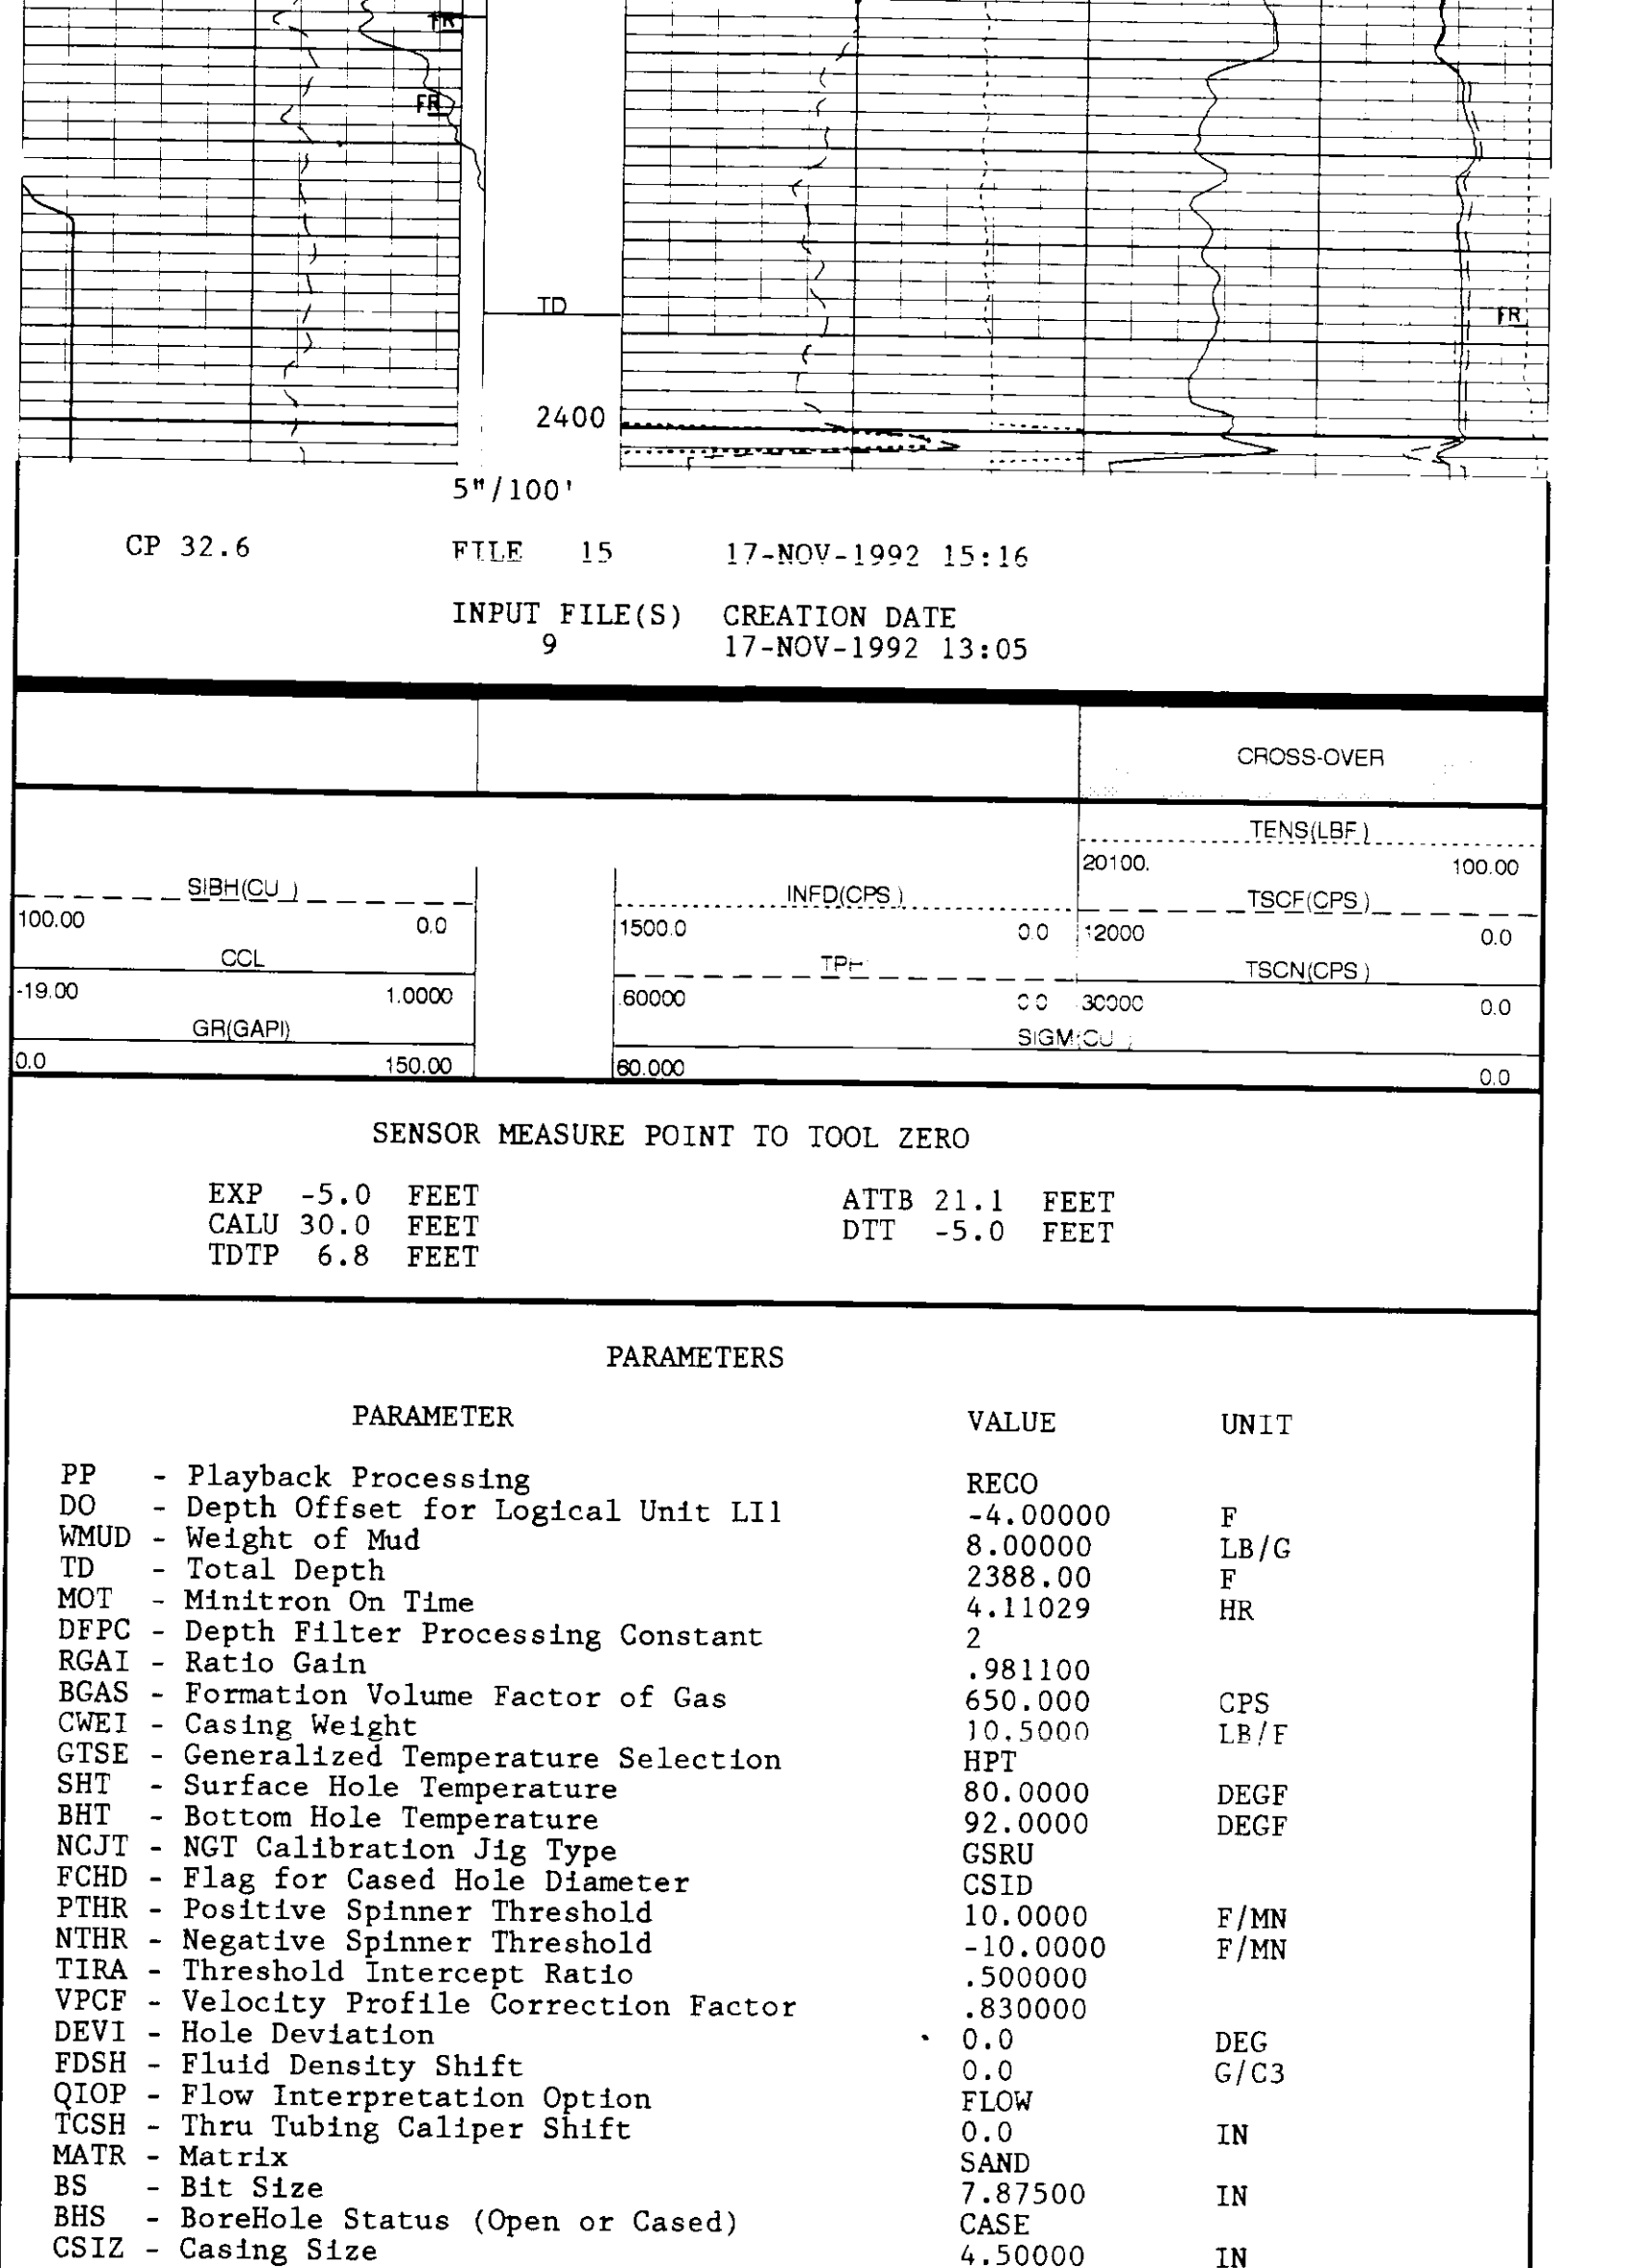 FR
FR
TD
FR
2400
5"/100'
CP 32.6 FILE 15 17-NOV-1992 15:16
INPUT FILE(S) CREATION DATE
9 17-NOV-1992 13:05
CROSS-OVER
TENS(LBF )
20100. 100.00
SIBH(CU ) INFD(CPS ) TSCF(CPS )
100.00 0.0 1500.0 0.0 12000 0.0
CCL TPHI TSCN(CPS )
-19.00 1.0000 .60000 0.0 30000 0.0
GR(GAPI) SIGM(CU )
0.0 150.00 60.000 0.0
SENSOR MEASURE POINT TO TOOL ZERO
EXP -5.0 FEET ATTB 21.1 FEET
CALU 30.0 FEET DTT -5.0 FEET
TDTP 6.8 FEET
PARAMETERS
PARAMETER VALUE UNIT
PP - Playback Processing RECO
DO - Depth Offset for Logical Unit LI1 -4.00000 F
WMUD - Weight of Mud 8.00000 LB/G
TD - Total Depth 2388.00 F
MOT - Minitron On Time 4.11029 HR
DFPC - Depth Filter Processing Constant 2
RGAI - Ratio Gain .981100
BGAS - Formation Volume Factor of Gas 650.000 CPS
CWEI - Casing Weight 10.5000 LB/F
GTSE - Generalized Temperature Selection HPT
SHT - Surface Hole Temperature 80.0000 DEGF
BHT - Bottom Hole Temperature 92.0000 DEGF
NCJT - NGT Calibration Jig Type GSRU
FCHD - Flag for Cased Hole Diameter CSID
PTHR - Positive Spinner Threshold 10.0000 F/MN
NTHR - Negative Spinner Threshold -10.0000 F/MN
TIRA - Threshold Intercept Ratio .500000
VPCF - Velocity Profile Correction Factor .830000
DEVI - Hole Deviation 0.0 DEG
FDSH - Fluid Density Shift 0.0 G/C3
QIOP - Flow Interpretation Option FLOW
TCSH - Thru Tubing Caliper Shift 0.0 IN
MATR - Matrix SAND
BS - Bit Size 7.87500 IN
BHS - BoreHole Status (Open or Cased) CASE
CSIZ - Casing Size 4.50000 IN